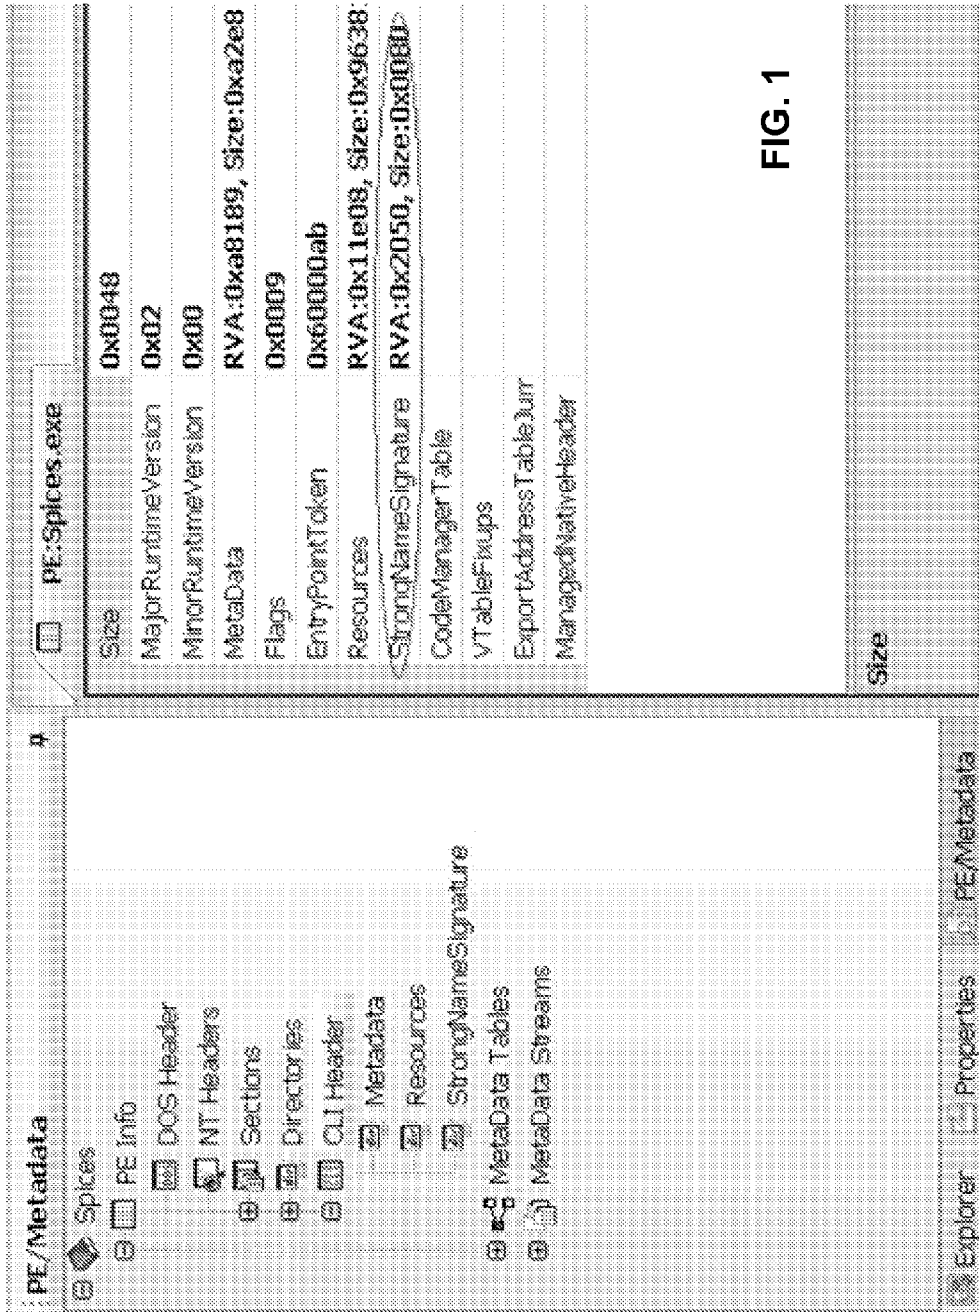 PE/Metadata
Spices
PE Info
DOS Header
NT Headers
Sections
Directories
CLI Header
Metadata
Resources
StrongNameSignature
MetaData Tables
MetaData Streams
Explorer
Properties
PE/Metadata
PE:Spices.exe
Size 0x0048
MajorRuntimeVersion 0x02
MinorRuntimeVersion 0x00
MetaData RVA:0xa8189, Size:0xa2e8
Flags 0x0009
EntryPointToken 0x60000ab
Resources RVA:0x11e08, Size:0x9638
StrongNameSignature RVA:0x2050, Size:0x0080
CodeManagerTable
VTableFixups
ExportAddressTableJum
ManagedNativeHeader
Size
FIG. 1